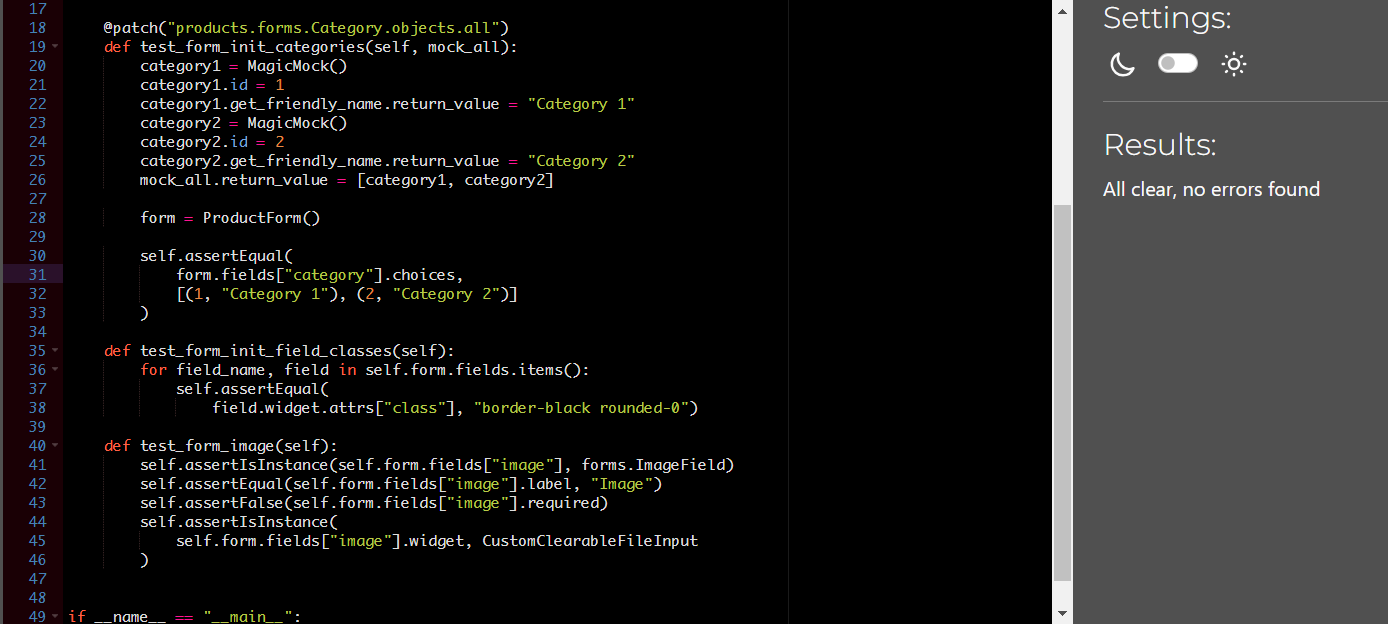 17
18 @patch("products.forms.Category.objects.all")
19 def test_form_init_categories(self, mock_all):
20 category1 = MagicMock()
21 category1.id = 1
22 category1.get_friendly_name.return_value = "Category 1"
23 category2 = MagicMock()
24 category2.id = 2
25 category2.get_friendly_name.return_value = "Category 2"
26 mock_all.return_value = [category1, category2]
27
28 form = ProductForm()
29
30 self.assertEqual(
31 form.fields["category"].choices,
32 [(1, "Category 1"), (2, "Category 2")]
33 )
34
35 def test_form_init_field_classes(self):
36 for field_name, field in self.form.fields.items():
37 self.assertEqual(
38 field.widget.attrs["class"], "border-black rounded-0")
39
40 def test_form_image(self):
41 self.assertIsInstance(self.form.fields["image"], forms.ImageField)
42 self.assertEqual(self.form.fields["image"].label, "Image")
43 self.assertFalse(self.form.fields["image"].required)
44 self.assertIsInstance(
45 self.form.fields["image"].widget, CustomClearableFileInput
46 )
47
48
49 if __name__ == "__main__":
Settings:
Results:
All clear, no errors found